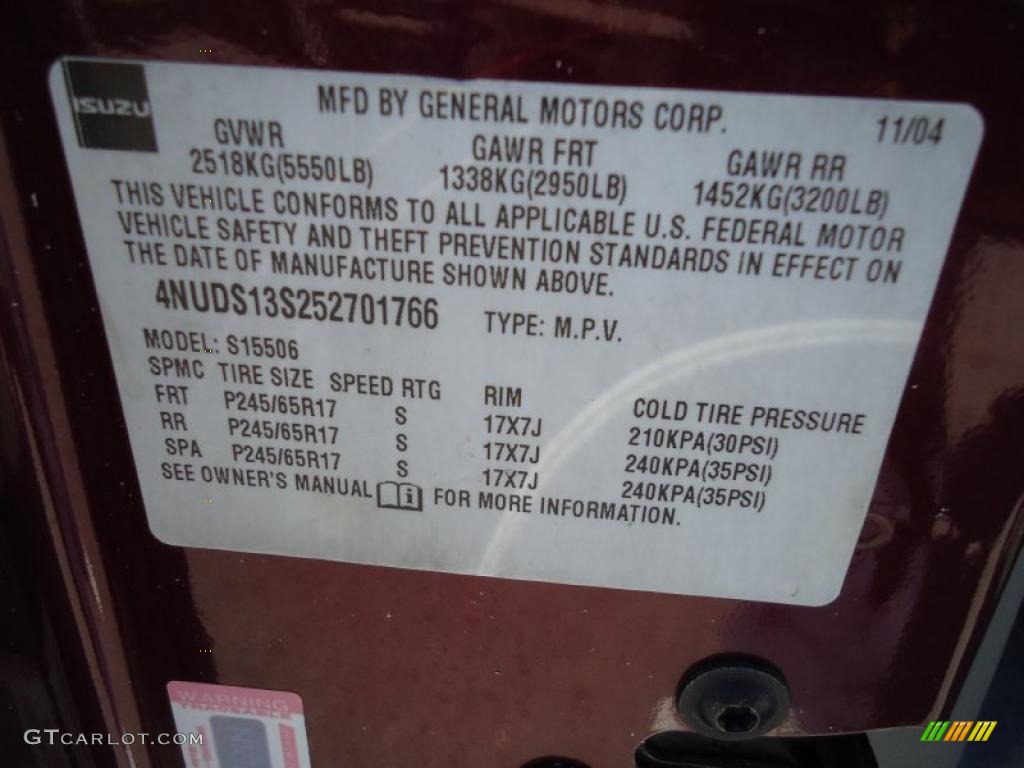 ISUZU
MFD BY GENERAL MOTORS CORP. 11/04
GVWR GAWR FRT GAWR RR
2518KG(5550LB) 1338KG(2950LB) 1452KG(3200LB)
THIS VEHICLE CONFORMS TO ALL APPLICABLE U.S. FEDERAL MOTOR
VEHICLE SAFETY AND THEFT PREVENTION STANDARDS IN EFFECT ON
THE DATE OF MANUFACTURE SHOWN ABOVE.
4NUDS13S252701766 TYPE: M.P.V.
MODEL: S15506
SPMC TIRE SIZE SPEED RTG RIM COLD TIRE PRESSURE
FRT P245/65R17 S 17X7J 210KPA(30PSI)
RR P245/65R17 S 17X7J 240KPA(35PSI)
SPA P245/65R17 S 17X7J 240KPA(35PSI)
SEE OWNER'S MANUAL FOR MORE INFORMATION.
WARNING
TRACEABLE
GTCARLOT.COM